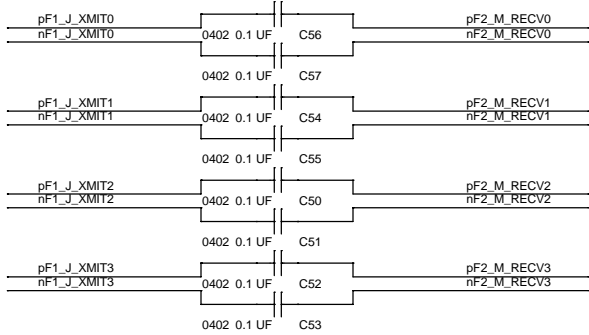 pF1_J_XMIT0 pF2_M_RECV0
nF1_J_XMIT0 0402 0.1 UF C56 nF2_M_RECV0
0402 0.1 UF C57
pF1_J_XMIT1 pF2_M_RECV1
nF1_J_XMIT1 0402 0.1 UF C54 nF2_M_RECV1
0402 0.1 UF C55
pF1_J_XMIT2 pF2_M_RECV2
nF1_J_XMIT2 0402 0.1 UF C50 nF2_M_RECV2
0402 0.1 UF C51
pF1_J_XMIT3 pF2_M_RECV3
nF1_J_XMIT3 0402 0.1 UF C52 nF2_M_RECV3
0402 0.1 UF C53